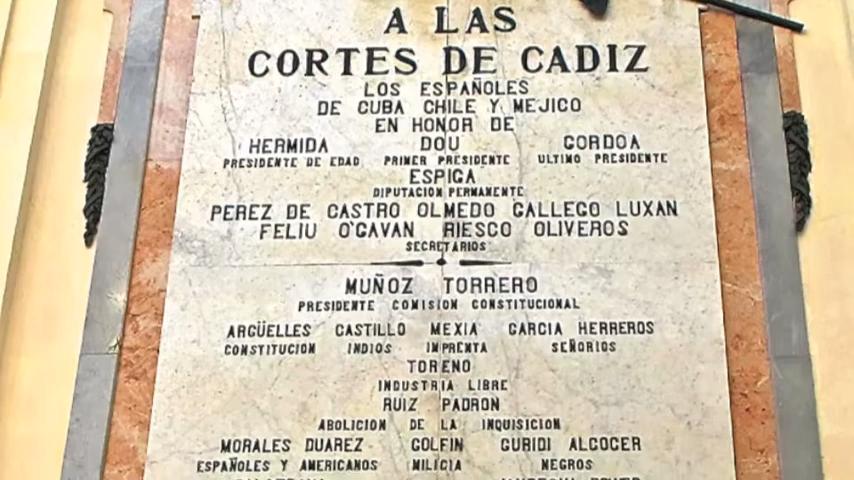 A LAS
CORTES DE CADIZ
LOS ESPAÑOLES
DE CUBA CHILE Y MEJICO
EN HONOR DE
HERMIDA DOU GORDOA
PRESIDENTE DE EDAD PRIMER PRESIDENTE ULTIMO PRESIDENTE
ESPIGA
DIPUTACION PERMANENTE
PEREZ DE CASTRO OLMEDO GALLEGO LUXAN
FELIU O'GAVAN RIESCO OLIVEROS
SECRETARIOS
MUÑOZ TORRERO
PRESIDENTE COMISION CONSTITUCIONAL
ARGÜELLES CASTILLO MEXIA GARCIA HERREROS
CONSTITUCION INDIOS IMPRENTA SEÑORIOS
TORENO
INDUSTRIA LIBRE
RUIZ PADRON
ABOLICION DE LA INQUISICION
MORALES DUAREZ GOLFIN GURIDI ALCOCER
ESPAÑOLES Y AMERICANOS MILICIA NEGROS